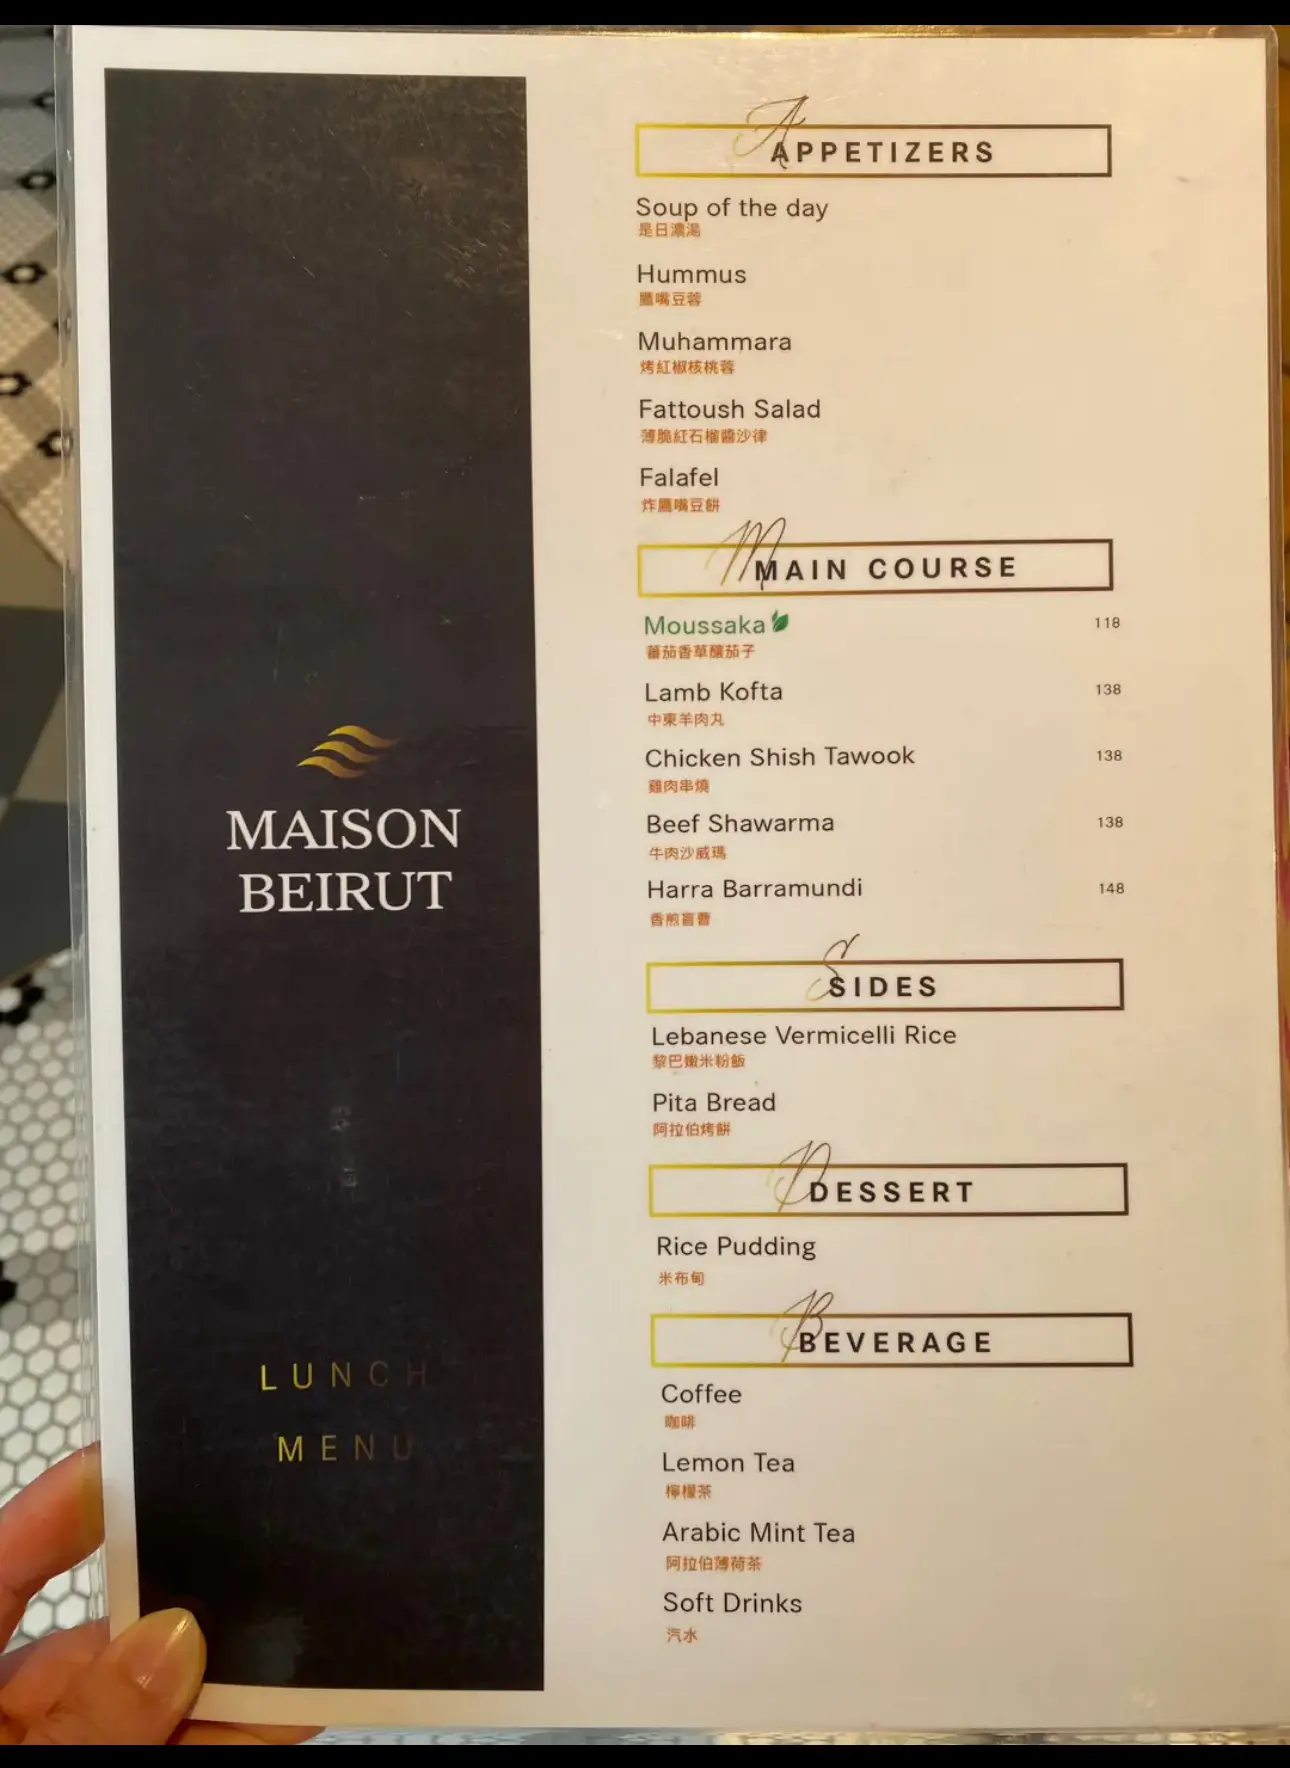 APPETIZERS
Soup of the day
是日濃湯
Hummus
鷹嘴豆蓉
Muhammara
烤紅椒核桃蓉
Fattoush Salad
薄脆紅石榴醬沙律
Falafel
炸鷹嘴豆餅
MAIN COURSE
Moussaka 118
蕃茄香草釀茄子
Lamb Kofta 138
中東羊肉丸
Chicken Shish Tawook 138
雞肉串燒
Beef Shawarma 138
牛肉沙威瑪
Harra Barramundi 148
香煎盲曹
SIDES
Lebanese Vermicelli Rice
黎巴嫩米粉飯
Pita Bread
阿拉伯烤餅
DESSERT
Rice Pudding
米布甸
BEVERAGE
Coffee
咖啡
Lemon Tea
檸檬茶
Arabic Mint Tea
阿拉伯薄荷茶
Soft Drinks
汽水
MAISON
BEIRUT
LUNCH
MENU